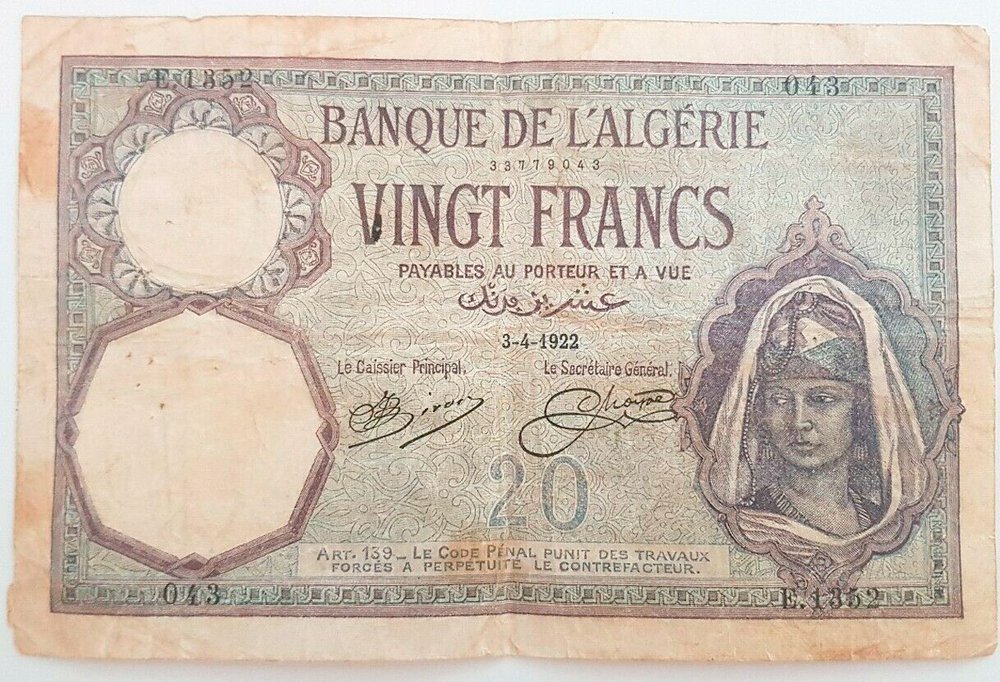 E.1352
043
BANQUE DE L'ALGÉRIE
33779043
VINGT FRANCS
PAYABLES AU PORTEUR ET A VUE
عشرين فرنك
3-4-1922
Le Caissier Principal,
Le Secrétaire Général,
20
ART. 139_ LE CODE PÉNAL PUNIT DES TRAVAUX
FORCÉS A PERPÉTUITÉ LE CONTREFACTEUR.
043
E.1352